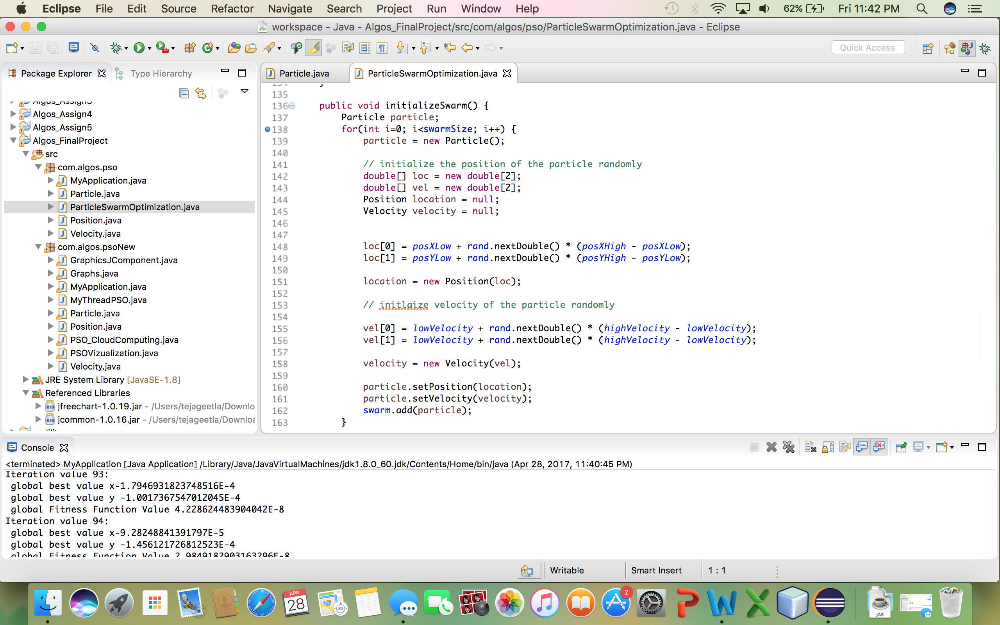 Eclipse File Edit Source Refactor Navigate Search Project Run Window Help 62% Fri 11:42 PM
workspace - Java - Algos_FinalProject/src/com/algos/pso/ParticleSwarmOptimization.java - Eclipse
Quick Access
Package Explorer Type Hierarchy
Algos_Assign3
Algos_Assign4
Algos_Assign5
Algos_FinalProject
src
com.algos.pso
MyApplication.java
Particle.java
ParticleSwarmOptimization.java
Position.java
Velocity.java
com.algos.psoNew
GraphicsJComponent.java
Graphs.java
MyApplication.java
MyThreadPSO.java
Particle.java
Position.java
PSO_CloudComputing.java
PSOVizualization.java
Velocity.java
JRE System Library [JavaSE-1.8]
Referenced Libraries
jfreechart-1.0.19.jar - /Users/tejageetla/Downlo
jcommon-1.0.16.jar - /Users/tejageetla/Downloa
Particle.java ParticleSwarmOptimization.java
134 }
135
136 public void initializeSwarm() {
137 Particle particle;
138 for(int i=0; i<swarmSize; i++) {
139 particle = new Particle();
140
141 // initialize the position of the particle randomly
142 double[] loc = new double[2];
143 double[] vel = new double[2];
144 Position location = null;
145 Velocity velocity = null;
146
147
148 loc[0] = posXLow + rand.nextDouble() * (posXHigh - posXLow);
149 loc[1] = posYLow + rand.nextDouble() * (posYHigh - posYLow);
150
151 location = new Position(loc);
152
153 // initlaize velocity of the particle randomly
154
155 vel[0] = lowVelocity + rand.nextDouble() * (highVelocity - lowVelocity);
156 vel[1] = lowVelocity + rand.nextDouble() * (highVelocity - lowVelocity);
157
158 velocity = new Velocity(vel);
159
160 particle.setPosition(location);
161 particle.setVelocity(velocity);
162 swarm.add(particle);
163 }
Console
<terminated> MyApplication [Java Application] /Library/Java/JavaVirtualMachines/jdk1.8.0_60.jdk/Contents/Home/bin/java (Apr 28, 2017, 11:40:45 PM)
Iteration value 93:
global best value x-1.7946931823748516E-4
global best value y -1.0017367547012045E-4
global Fitness Function Value 4.228624483904042E-8
Iteration value 94:
global best value x-9.28248841391797E-5
global best value y -1.456121726812523E-4
global Fitness Function Value 2.9849182903163296E-8
Writable Smart Insert 1 : 1
APR
28
280
3D
2
JAR